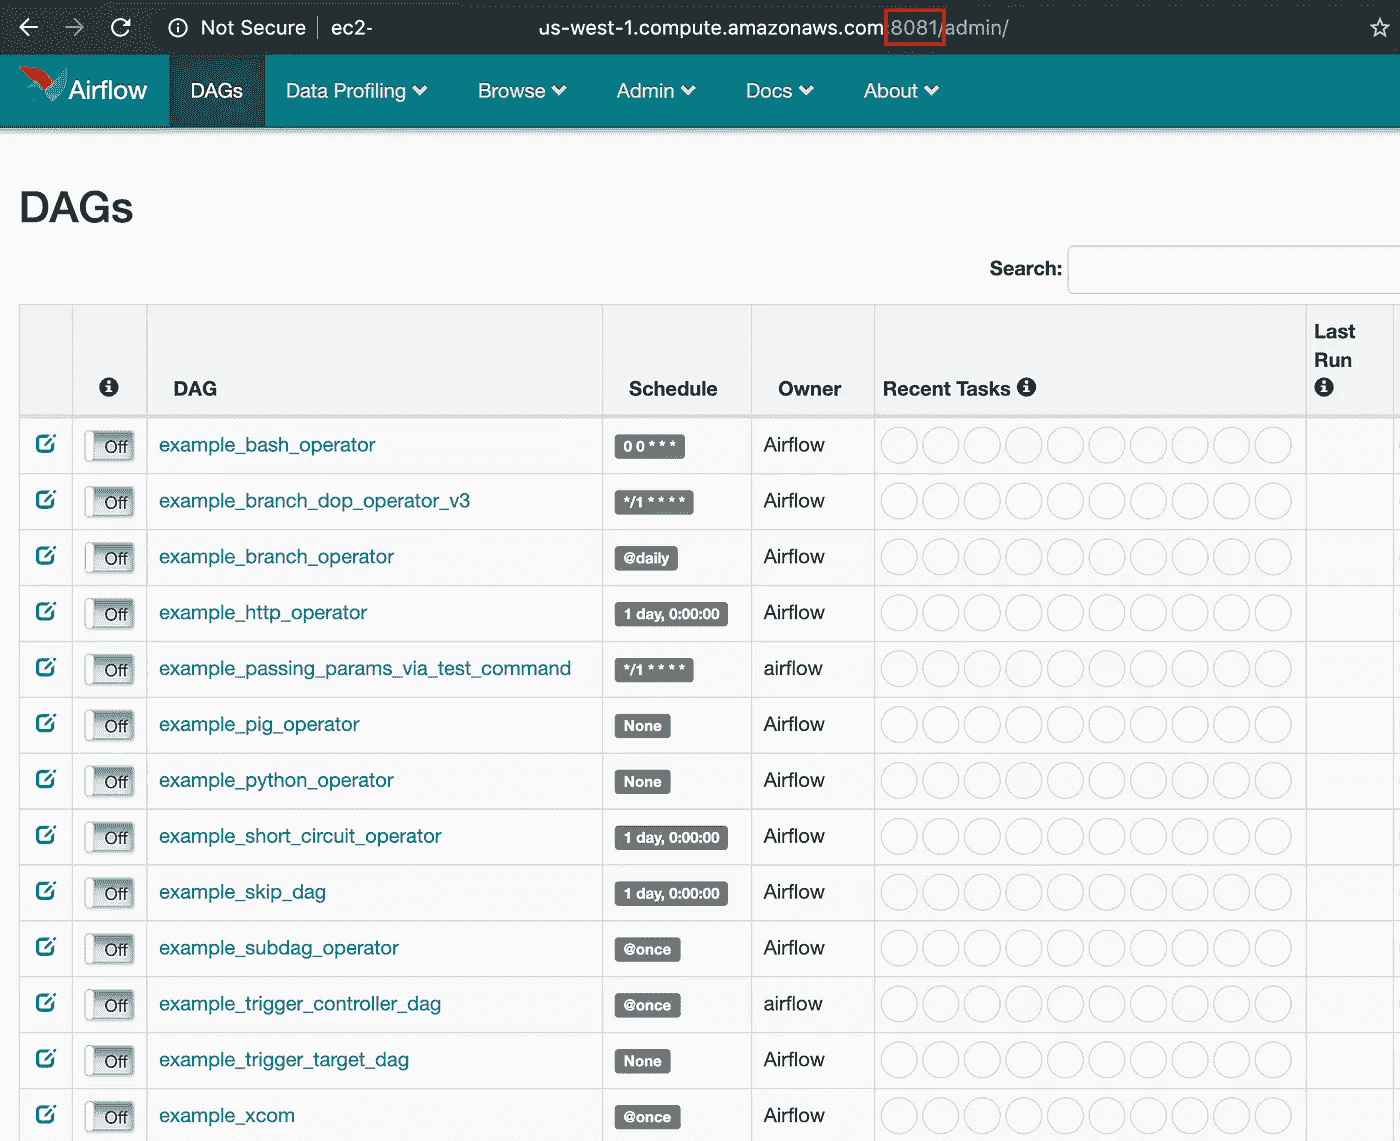 Not Secure ec2- us-west-1.compute.amazonaws.com:8081/admin/
Airflow DAGs Data Profiling Browse Admin Docs About
DAGs
Search:
DAG Schedule Owner Recent Tasks Last Run
Off example_bash_operator 0 0 * * * Airflow
Off example_branch_dop_operator_v3 */1 * * * * Airflow
Off example_branch_operator @daily Airflow
Off example_http_operator 1 day, 0:00:00 Airflow
Off example_passing_params_via_test_command */1 * * * * airflow
Off example_pig_operator None Airflow
Off example_python_operator None Airflow
Off example_short_circuit_operator 1 day, 0:00:00 Airflow
Off example_skip_dag 1 day, 0:00:00 Airflow
Off example_subdag_operator @once Airflow
Off example_trigger_controller_dag @once airflow
Off example_trigger_target_dag None Airflow
Off example_xcom @once Airflow